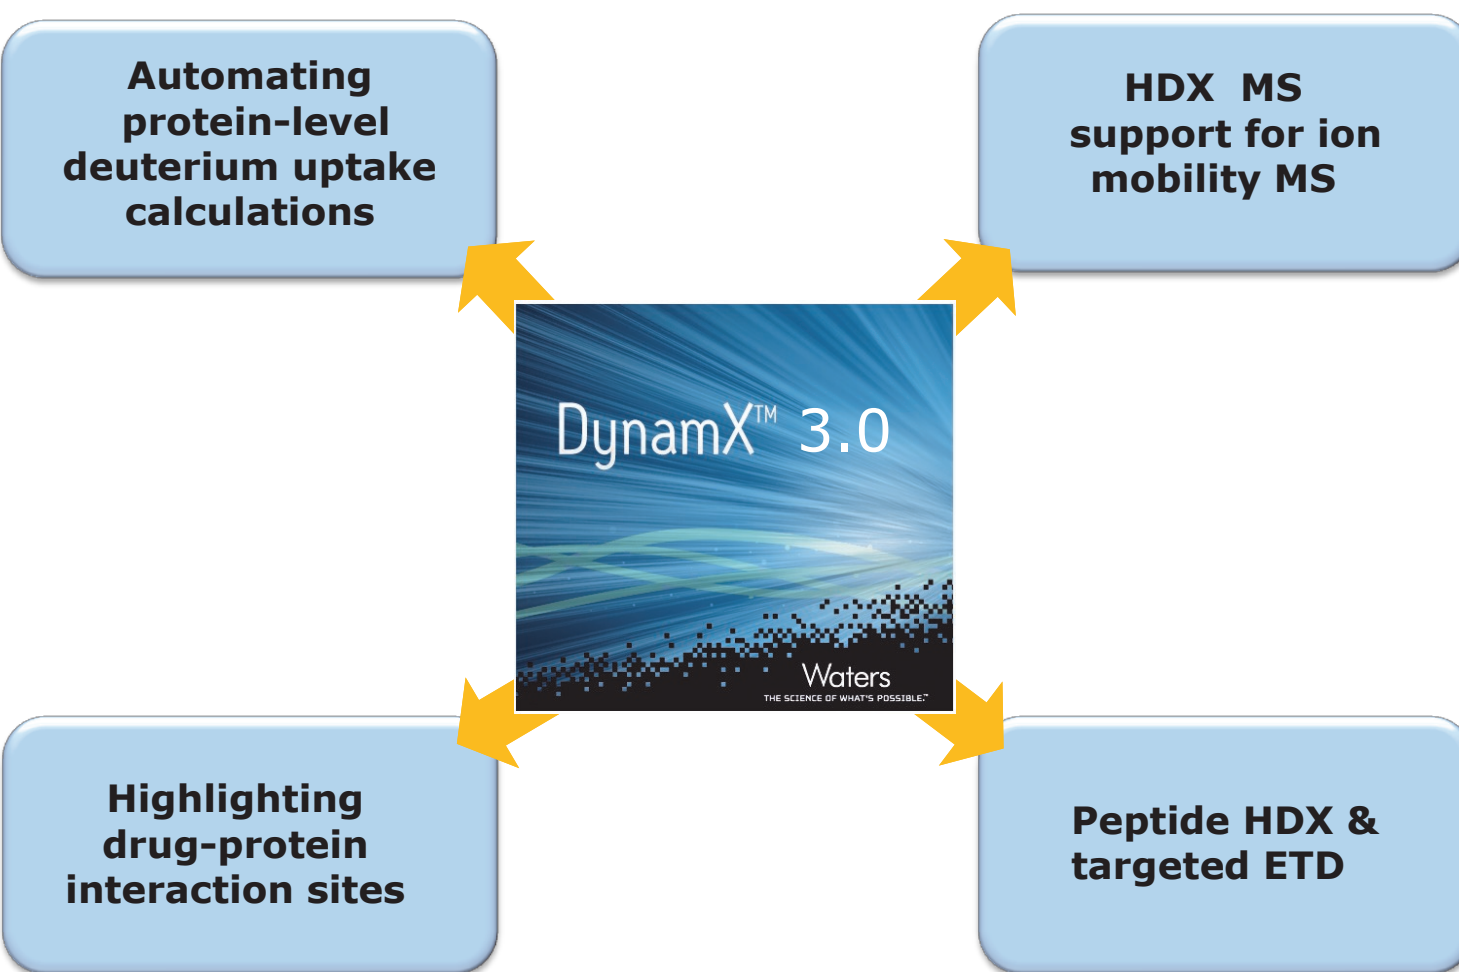 Automating
protein-level
deuterium uptake
calculations
HDX MS
support for ion
mobility MS
DynamX™ 3.0
Waters
THE SCIENCE OF WHAT'S POSSIBLE.™
Highlighting
drug-protein
interaction sites
Peptide HDX &
targeted ETD